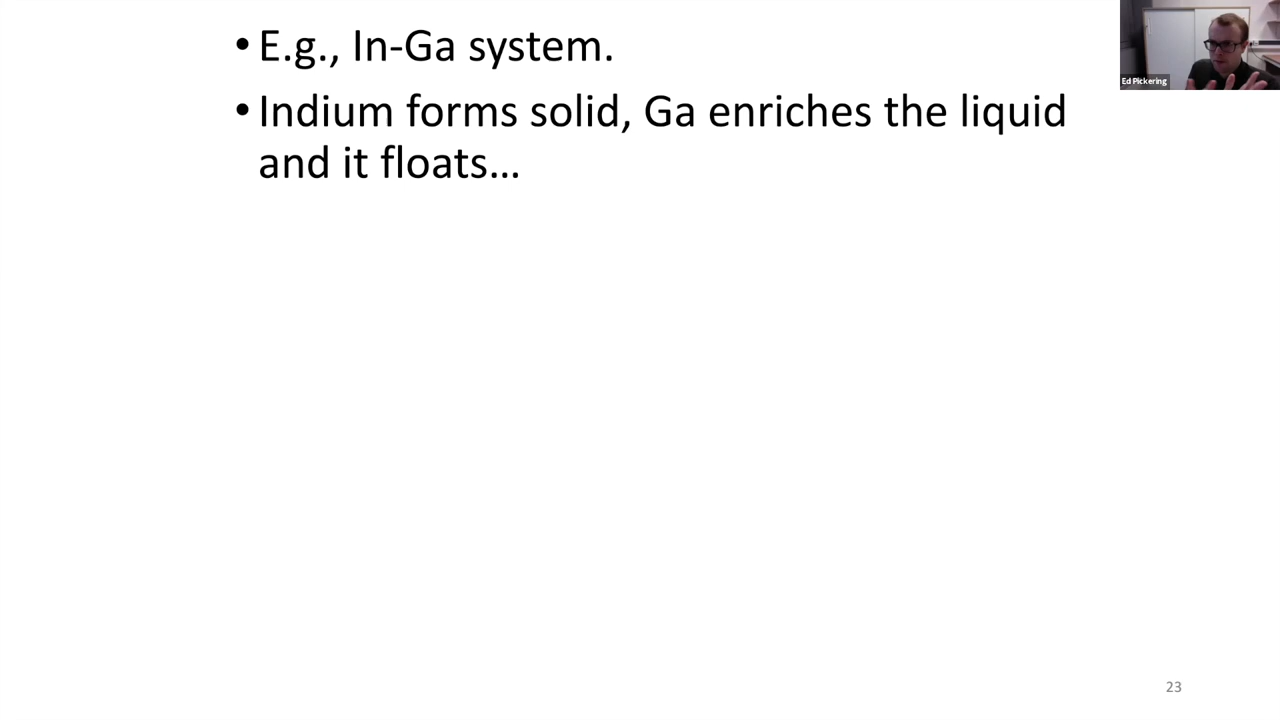 • E.g., In-Ga system.
Ed Pickering
• Indium forms solid, Ga enriches the liquid
and it floats…
23